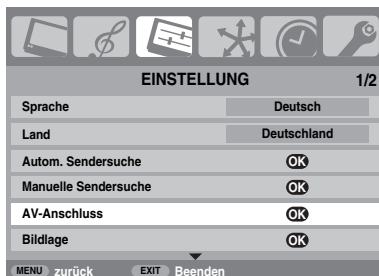 EINSTELLUNG 1/2
Sprache Deutsch
Land Deutschland
Autom. Sendersuche OK
Manuelle Sendersuche OK
AV-Anschluss OK
Bildlage OK
MENU zurück EXIT Beenden